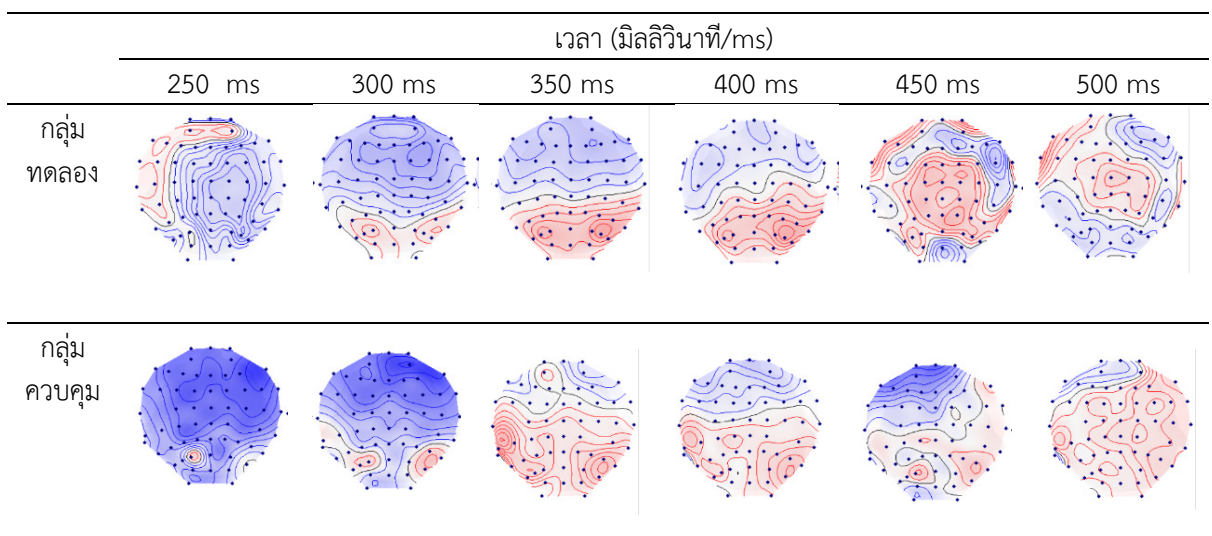 เวลา (มิลลิวินาที/ms)
250 ms 300 ms 350 ms 400 ms 450 ms 500 ms
กลุ่ม
ทดลอง
กลุ่ม
ควบคุม